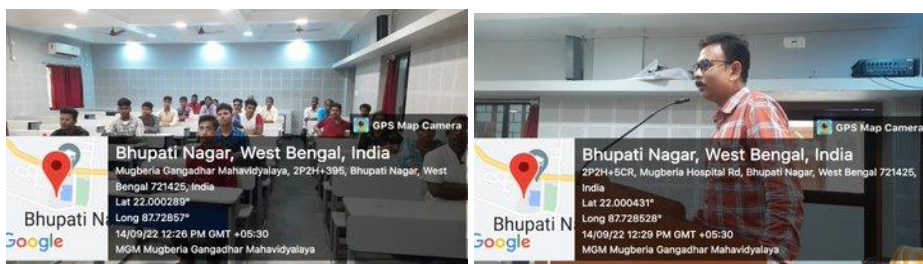 GPS Map Camera
Bhupati Nagar, West Bengal, India
Mugberia Gangadhar Mahavidyalaya, 2P2H+395, Bhupati Nagar, West
Bengal 721425, India
Lat 22.000289°
Long 87.72857°
14/09/22 12:26 PM GMT +05:30
MGM Mugberia Gangadhar Mahavidyalaya
Bhupati Na
Google
GPS Map Camera
Bhupati Nagar, West Bengal, India
2P2H+5CR, Mugberia Hospital Rd, Bhupati Nagar, West Bengal 721425,
India
Lat 22.000431°
Long 87.728528°
14/09/22 12:29 PM GMT +05:30
MGM Mugberia Gangadhar Mahavidyalaya
Bhupati N
Google